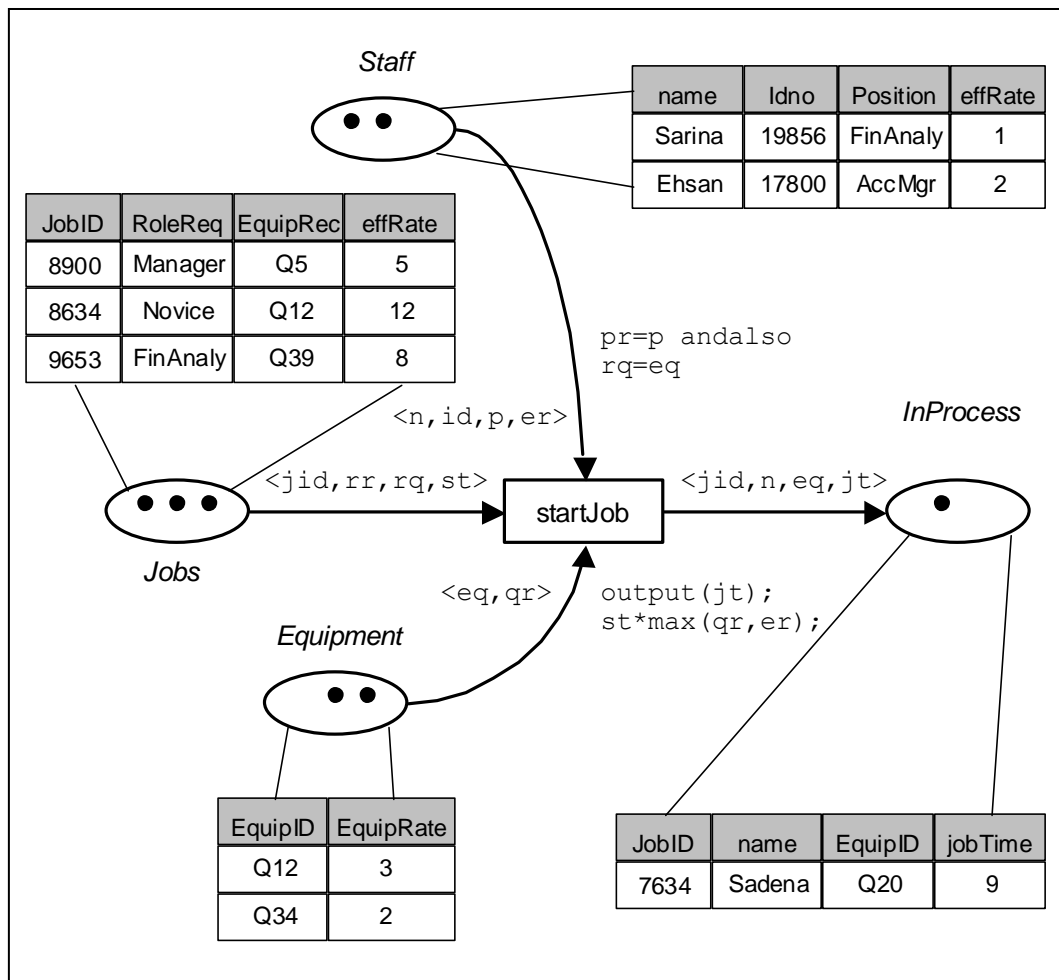 Staff
name Idno Position effRate
Sarina 19856 FinAnaly 1
Ehsan 17800 AccMgr 2
JobID RoleReq EquipRec effRate
8900 Manager Q5 5
8634 Novice Q12 12
9653 FinAnaly Q39 8
pr=p andalso
rq=eq
<n,id,p,er>
InProcess
<jid,rr,rq,st>
startJob
<jid,n,eq,jt>
Jobs
<eq,qr>
output(jt);
st*max(qr,er);
Equipment
EquipID EquipRate
Q12 3
Q34 2
JobID name EquipID jobTime
7634 Sadena Q20 9